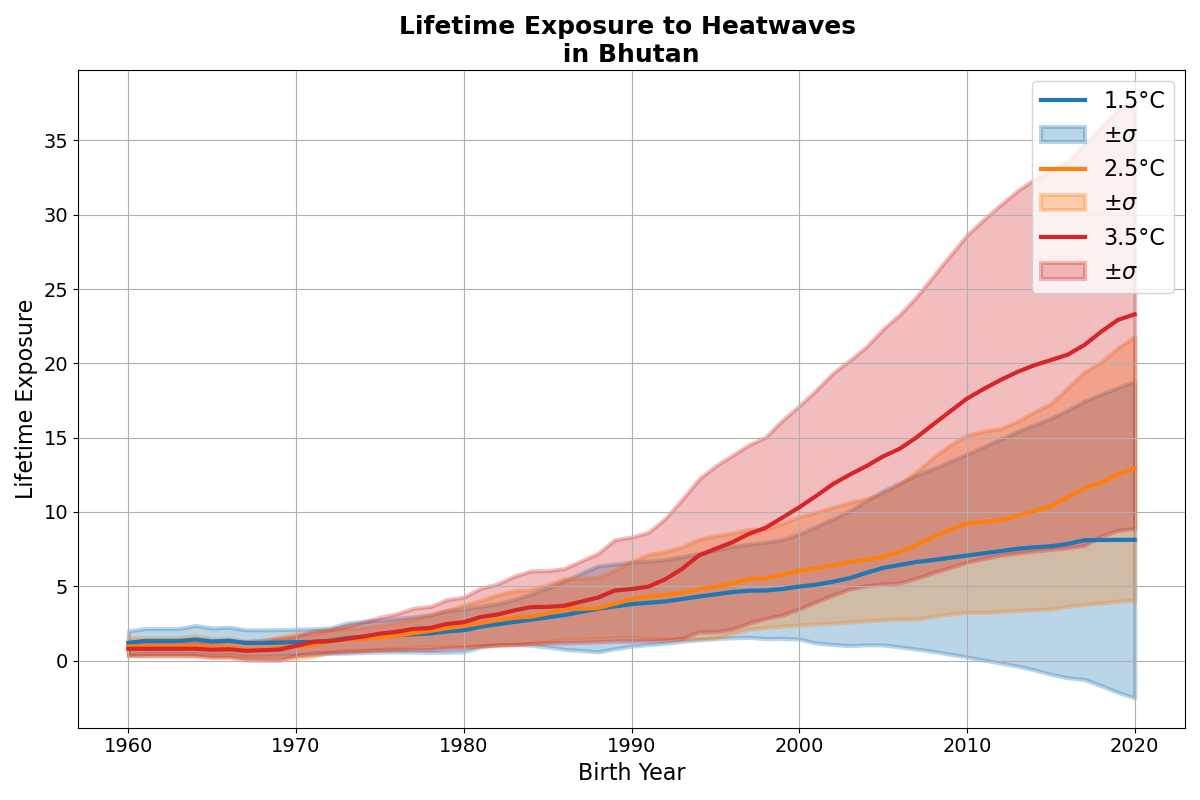 Lifetime Exposure to Heatwaves
in Bhutan
Lifetime Exposure
35
30
25
20
15
10
5
0
1.5°C
±σ
2.5°C
±σ
3.5°C
±σ
1960
1970
1980
1990
2000
2010
2020
Birth Year